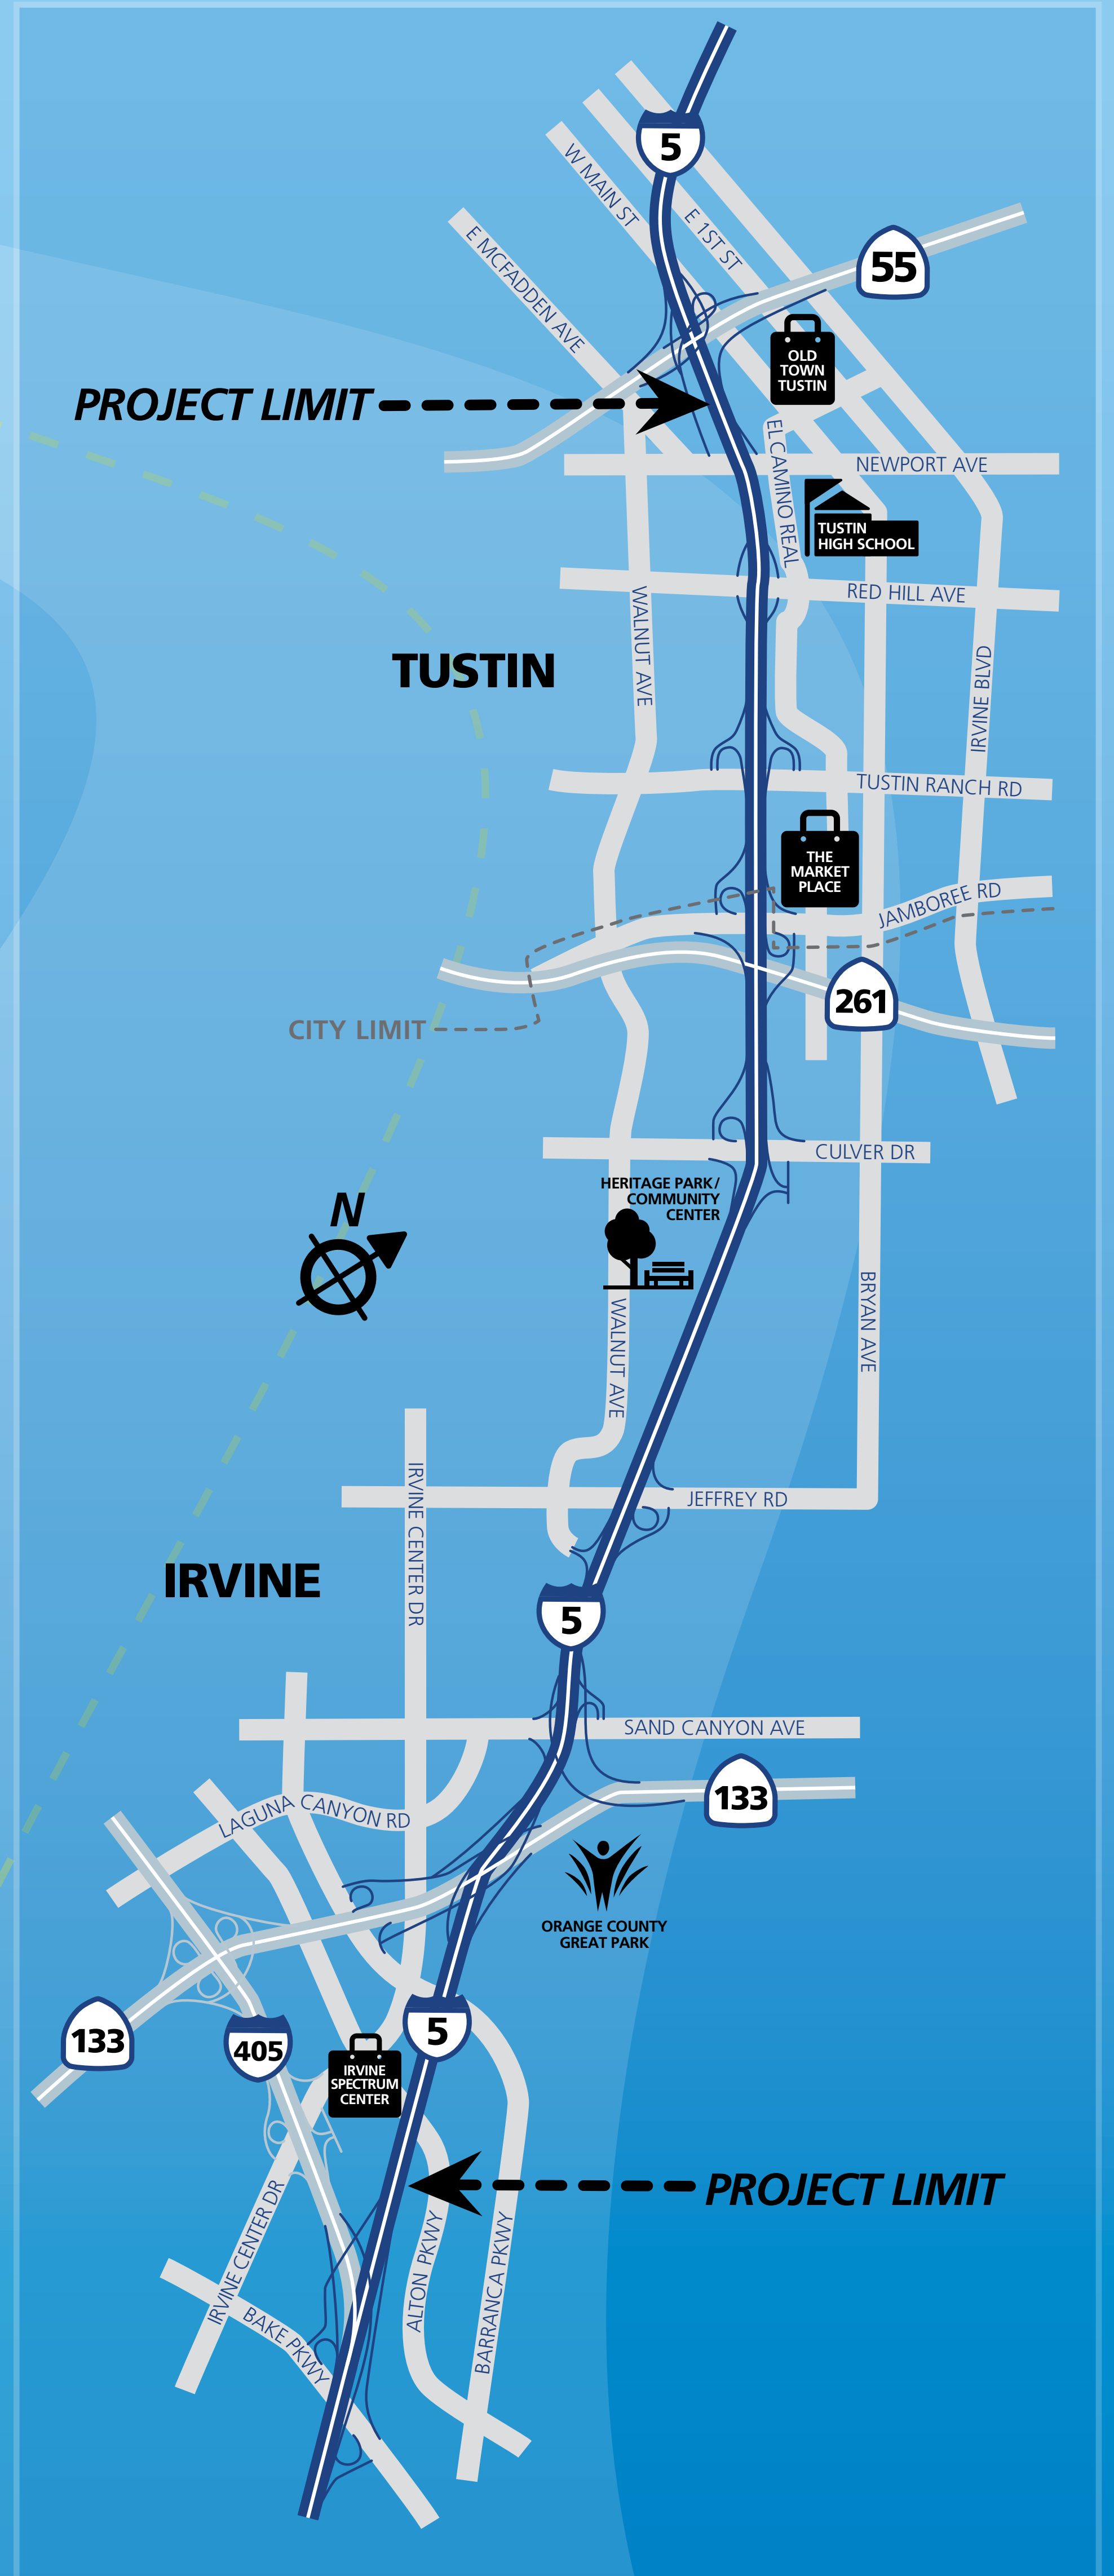 5
W MAIN ST
E 1ST ST
E MCFADDEN AVE
55
OLD
TOWN
TUSTIN
PROJECT LIMIT
EL CAMINO REAL
NEWPORT AVE
TUSTIN
HIGH SCHOOL
RED HILL AVE
WALNUT AVE
TUSTIN
IRVINE BLVD
TUSTIN RANCH RD
THE
MARKET
PLACE
JAMBOREE RD
261
CITY LIMIT
CULVER DR
HERITAGE PARK/
COMMUNITY
CENTER
N
BRYAN AVE
WALNUT AVE
IRVINE CENTER DR
JEFFREY RD
IRVINE
5
SAND CANYON AVE
133
LAGUNA CANYON RD
ORANGE COUNTY
GREAT PARK
133
405
5
IRVINE
SPECTRUM
CENTER
PROJECT LIMIT
IRVINE CENTER DR
ALTON PKWY
BARRANCA PKWY
BAKE PKWY